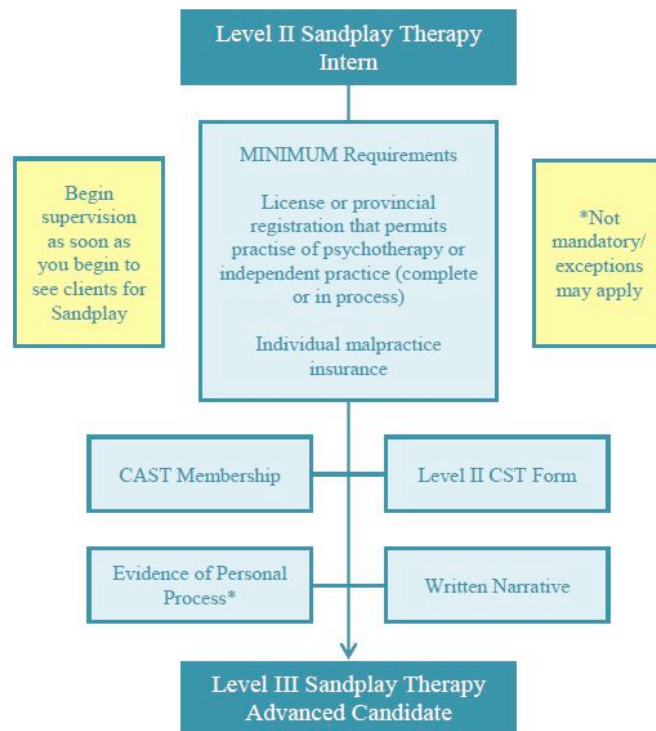 Level II Sandplay Therapy
Intern
MINIMUM Requirements
License or provincial
registration that permits
practise of psychotherapy or
independent practice (complete
or in process)
Individual malpractice
insurance
Begin
supervision
as soon as
you begin to
see clients for
Sandplay
*Not
mandatory/
exceptions
may apply
CAST Membership
Level II CST Form
Evidence of Personal
Process*
Written Narrative
Level III Sandplay Therapy
Advanced Candidate